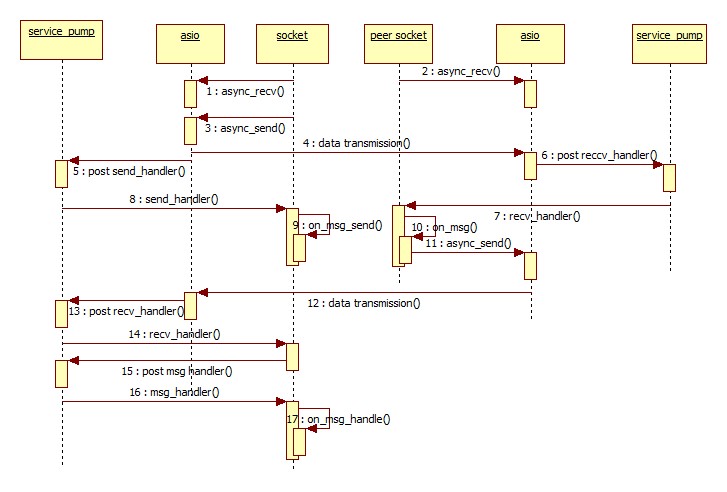 service_pump
asio
socket
peer socket
asio
service_pump
1 : async_recv()
2 : async_recv()
3 : async_send()
4 : data transmission()
5 : post send_handler()
6 : post reccv_handler()
7 : recv_handler()
8 : send_handler()
9 : on_msg_send()
10 : on_msg()
11 : async_send()
12 : data transmission()
13 : post recv_handler()
14 : recv_handler()
15 : post msg handler()
16 : msg_handler()
17 : on_msg_handle()